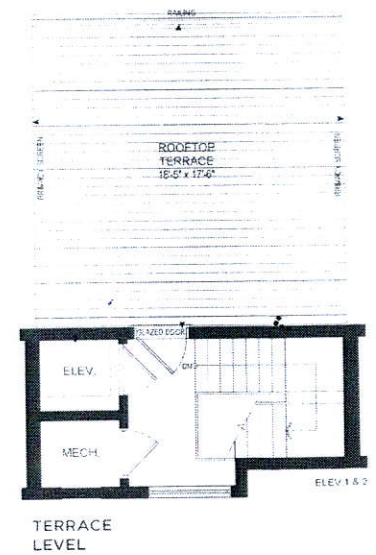 RAILING
PRIVACY SCREEN
ROOFTOP
TERRACE
18'-5" x 17'-6"
PRIVACY SCREEN
GLAZED DOOR
ELEV.
DN
MECH.
ELEV 1 & 2
TERRACE
LEVEL